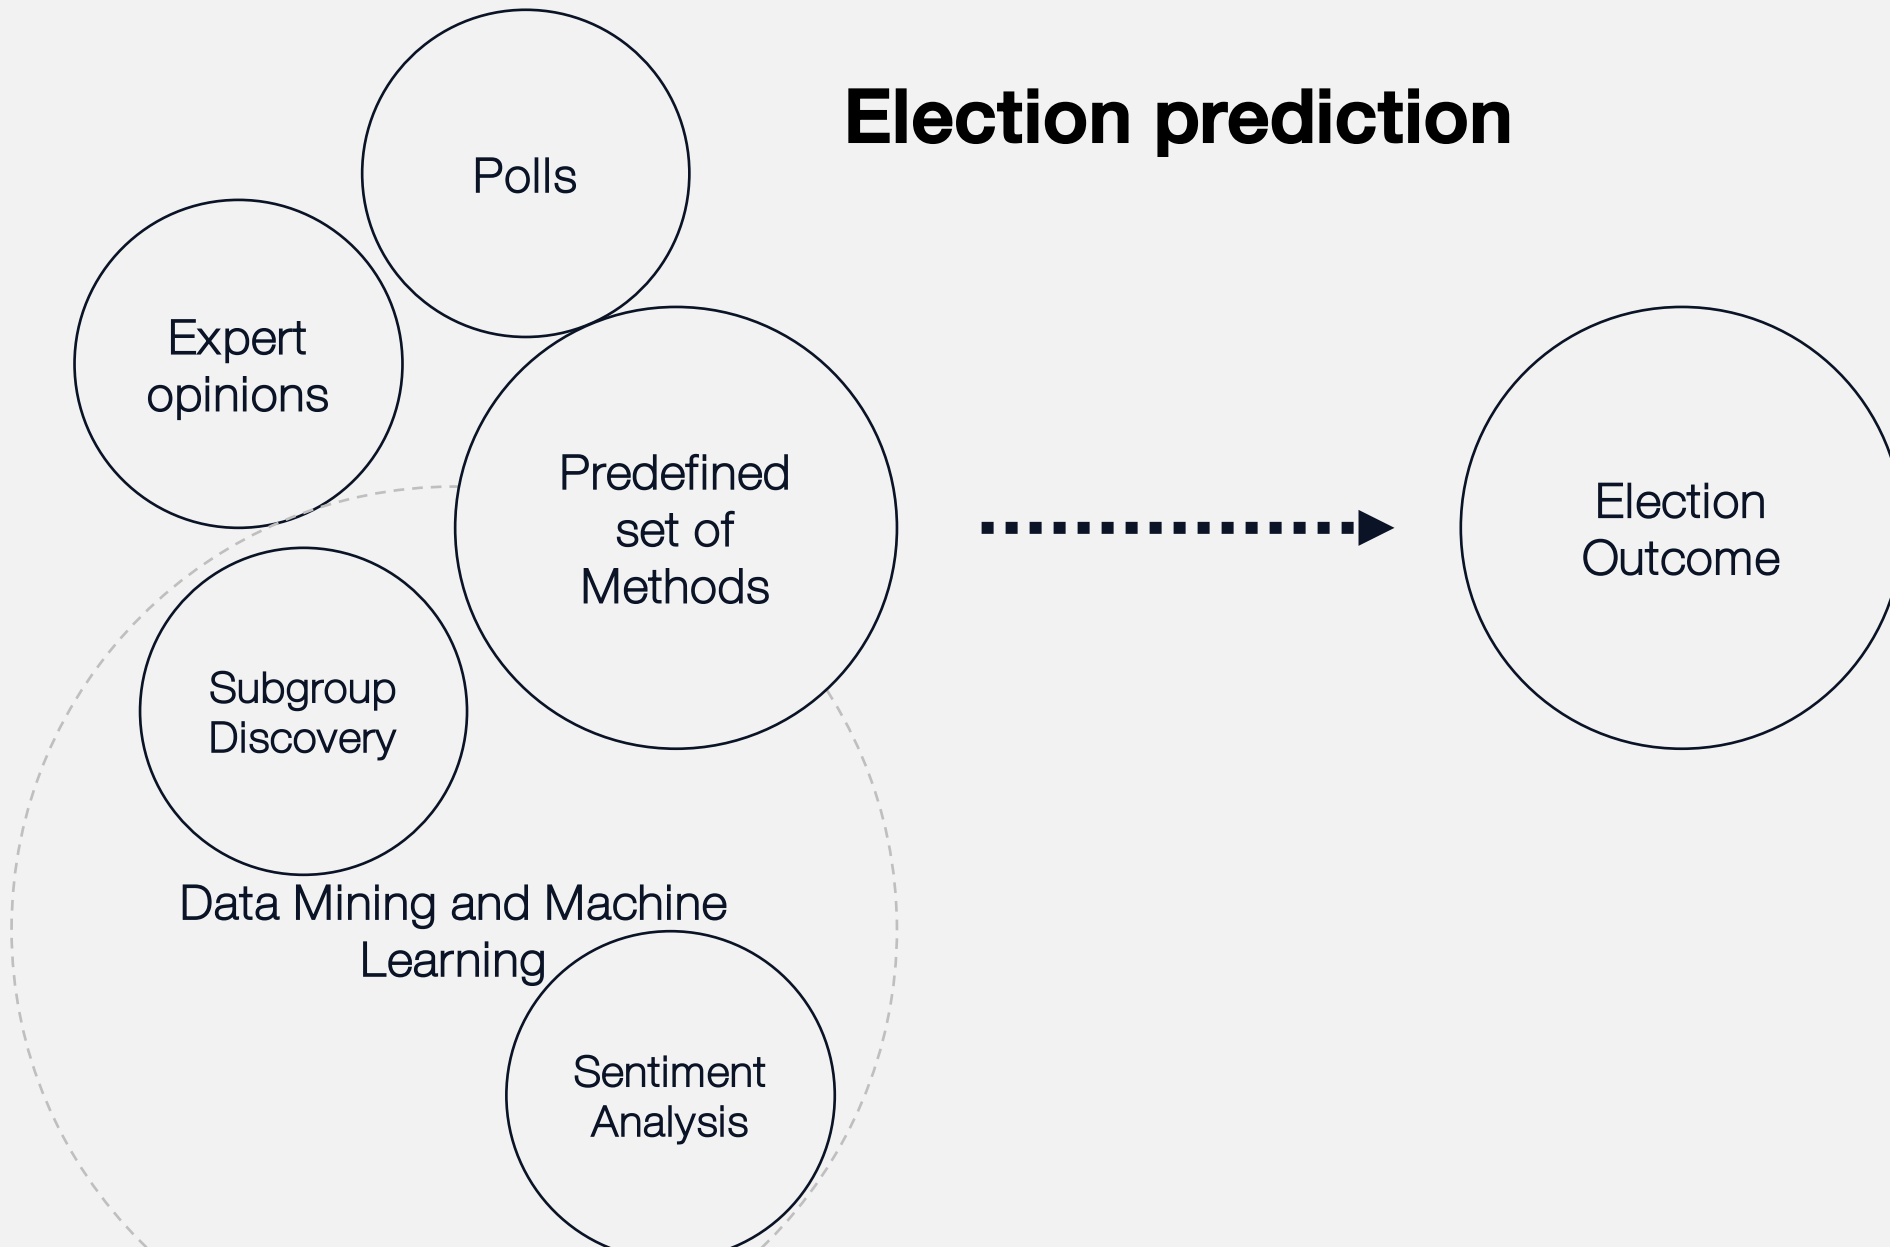 Election prediction
Polls
Expert
opinions
Predefined
set of
Methods
Election
Outcome
Subgroup
Discovery
Data Mining and Machine
Learning
Sentiment
Analysis